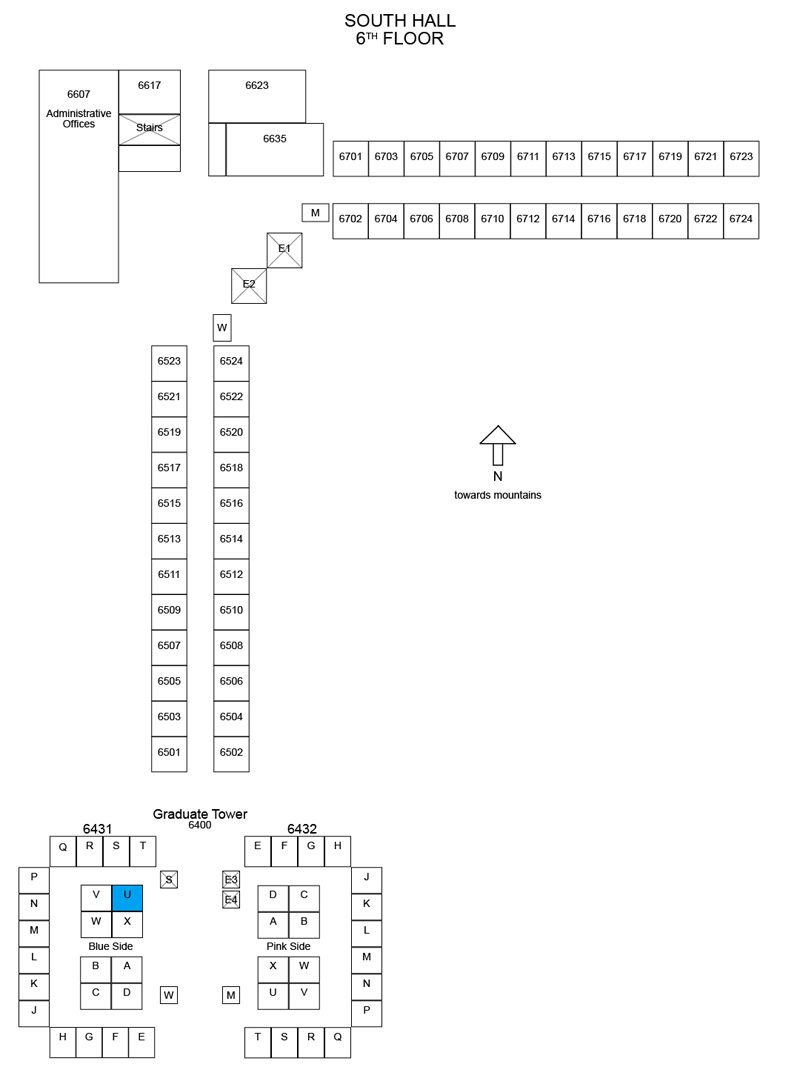 SOUTH HALL
6TH FLOOR
6607
Administrative
Offices
6617
Stairs
6623
6635
6701 6703 6705 6707 6709 6711 6713 6715 6717 6719 6721 6723
M
6702 6704 6706 6708 6710 6712 6714 6716 6718 6720 6722 6724
E1
E2
W
6523 6524
6521 6522
6519 6520
6517 6518
6515 6516
6513 6514
6511 6512
6509 6510
6507 6508
6505 6506
6503 6504
6501 6502
N
towards mountains
Graduate Tower
6400
6431
Q R S T
P
N
M
L
K
J
V U
W X
Blue Side
B A
C D
H G F E
S
W
E3
E4
M
6432
E F G H
D C
A B
Pink Side
X W
U V
J
K
L
M
N
P
T S R Q